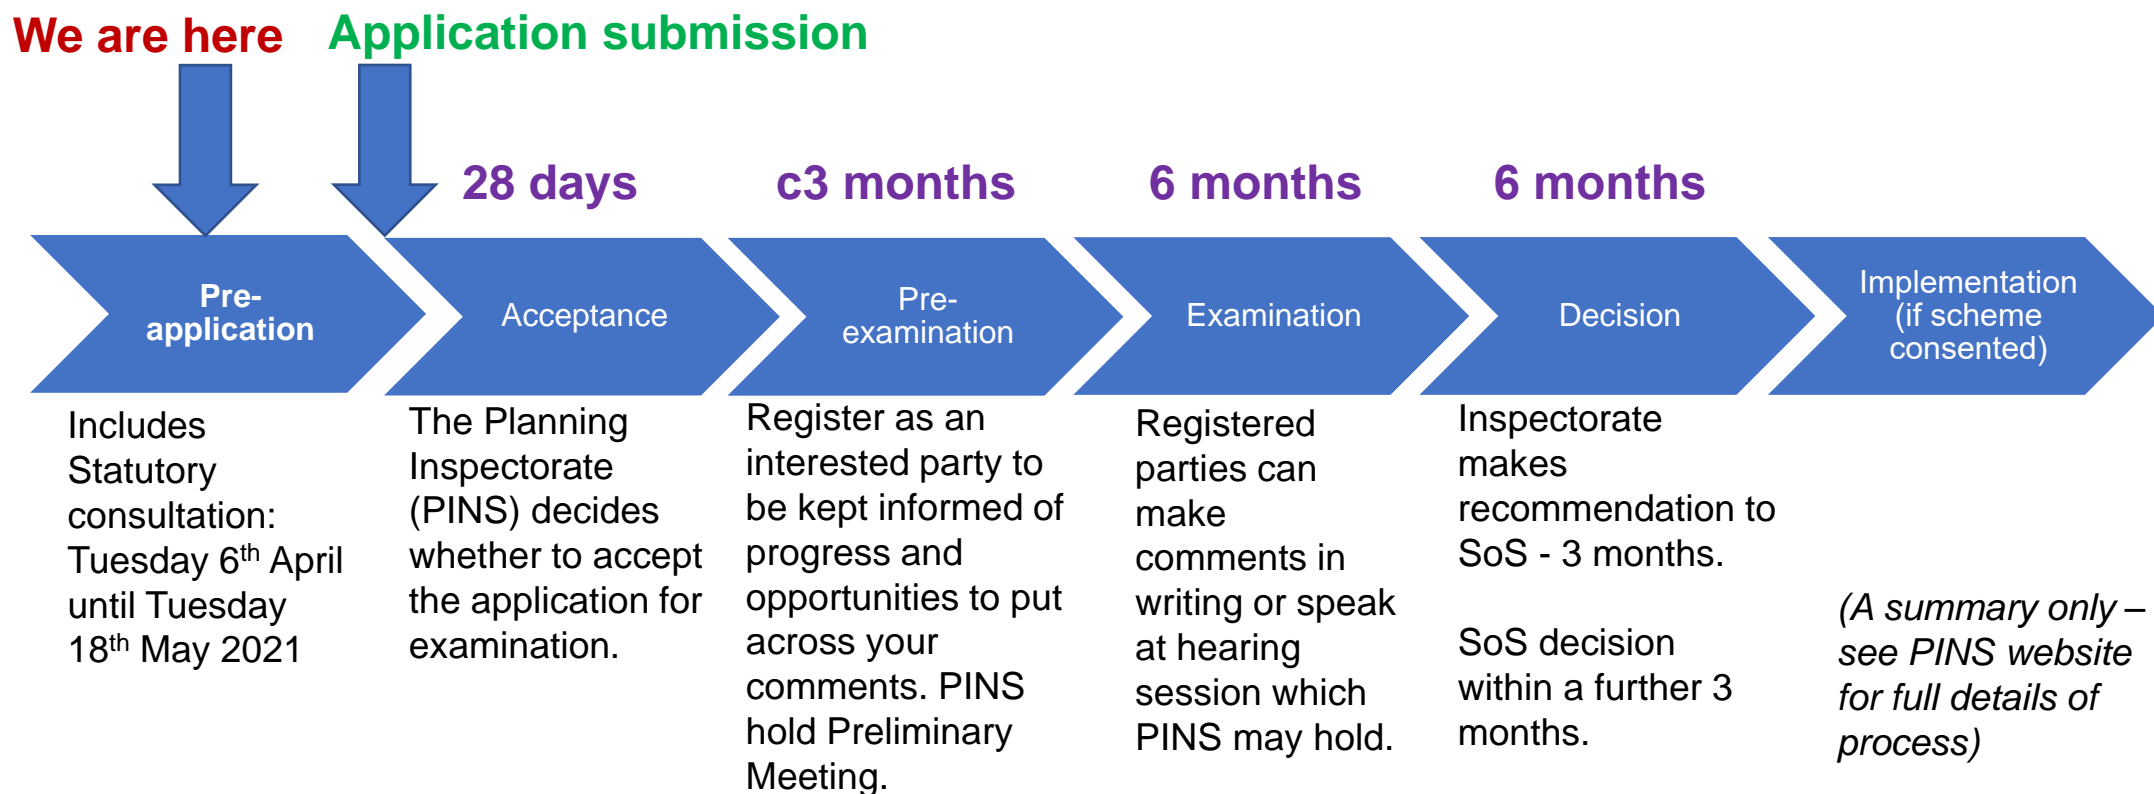 We are here
Application submission
28 days
c3 months
6 months
6 months
Pre-
application
Acceptance
Pre-
examination
Examination
Decision
Implementation
(if scheme
consented)
Includes
Statutory
consultation:
Tuesday 6th April
until Tuesday
18th May 2021
The Planning
Inspectorate
(PINS) decides
whether to accept
the application for
examination.
Register as an
interested party to
be kept informed of
progress and
opportunities to put
across your
comments. PINS
hold Preliminary
Meeting.
Registered
parties can
make
comments in
writing or speak
at hearing
session which
PINS may hold.
Inspectorate
makes
recommendation to
SoS - 3 months.
SoS decision
within a further 3
months.
(A summary only –
see PINS website
for full details of
process)